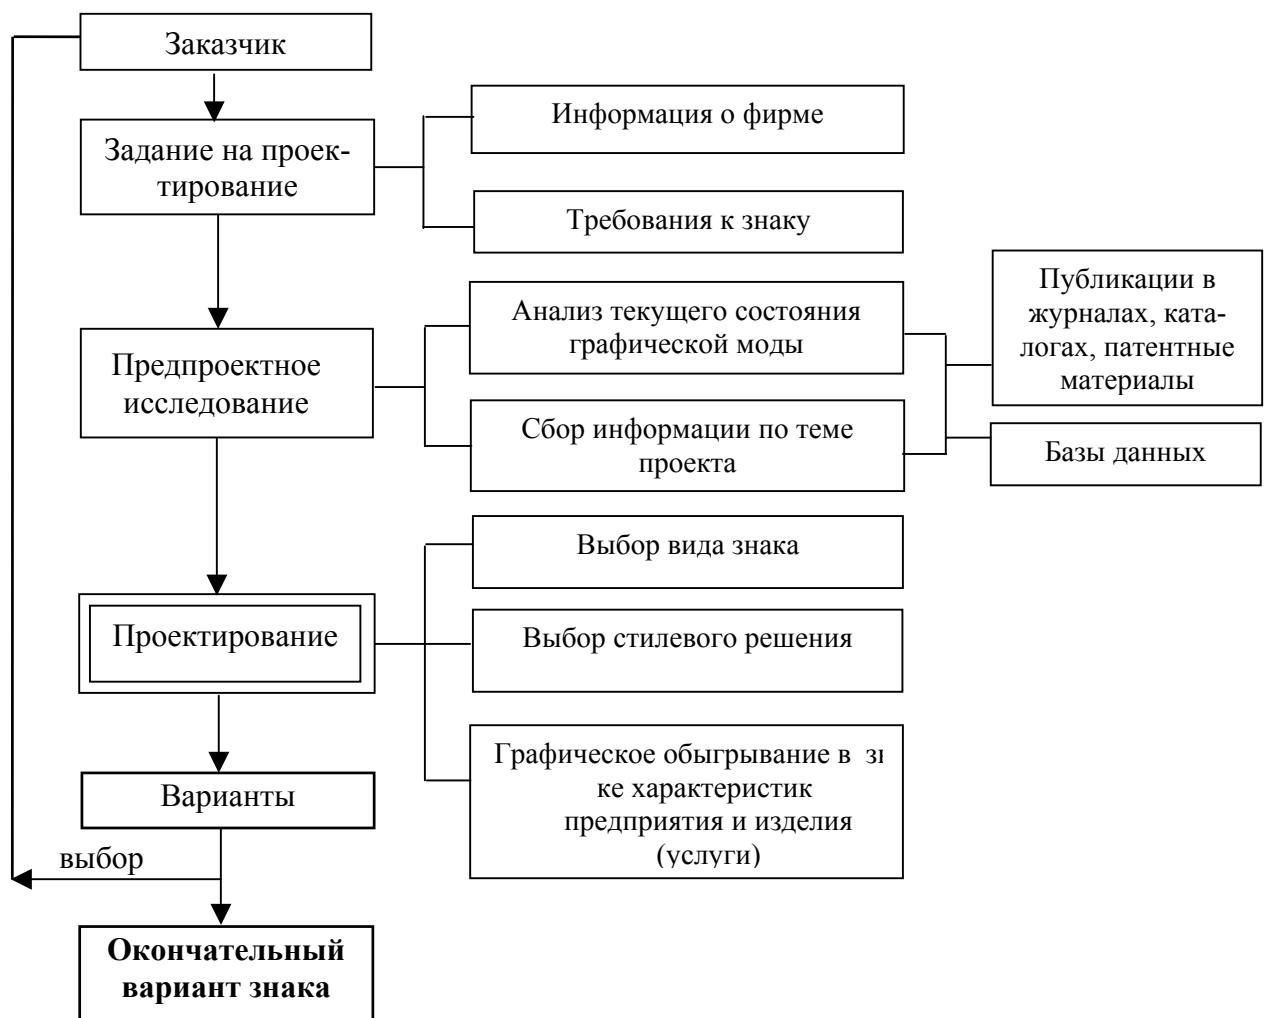 Заказчик
Задание на проек-
тирование
Информация о фирме
Требования к знаку
Предпроектное
исследование
Анализ текущего состояния
графической моды
Сбор информации по теме
проекта
Публикации в
журналах, ката-
логах, патентные
материалы
Базы данных
Проектирование
Выбор вида знака
Выбор стилевого решения
Графическое обыгрывание в
ке характеристик
предприятия и изделия
(услуги)
Варианты
выбор
Окончательный
вариант знака